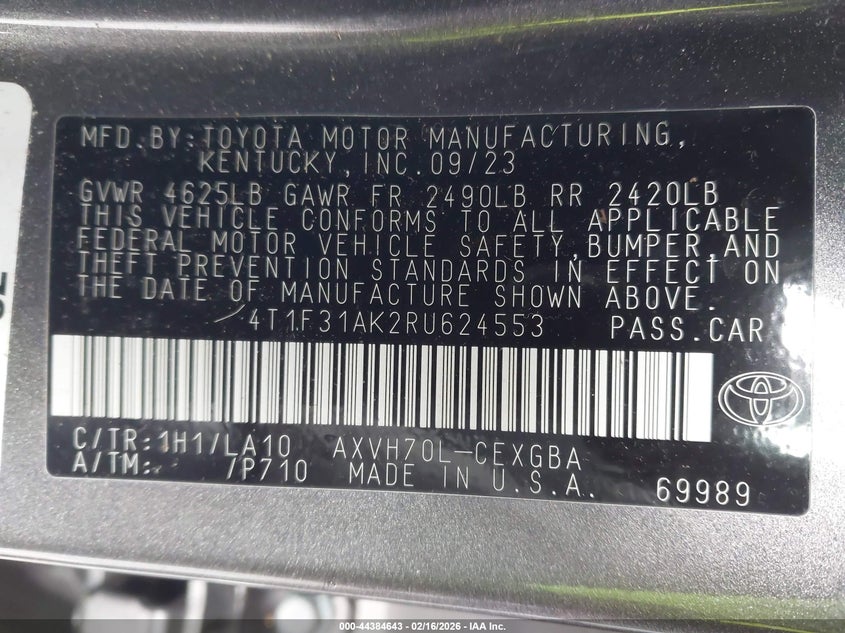 MFD.BY:TOYOTA MOTOR MANUFACTURING,
KENTUCKY,INC.09/23
GVWR 4625LB GAWR FR 2490LB RR 2420LB
THIS VEHICLE CONFORMS TO ALL APPLICABLE
FEDERAL MOTOR VEHICLE SAFETY,BUMPER,AND
THEFT PREVENTION STANDARDS IN EFFECT ON
THE DATE OF MANUFACTURE SHOWN ABOVE.
4T1F31AK2RU624553 PASS.CAR
C/TR:1H1/LA10 AXVH70L-CEXGBA
A/TM: /P710 MADE IN U.S.A. 69989
000-44384643 - 02/16/2026 - IAA Inc.